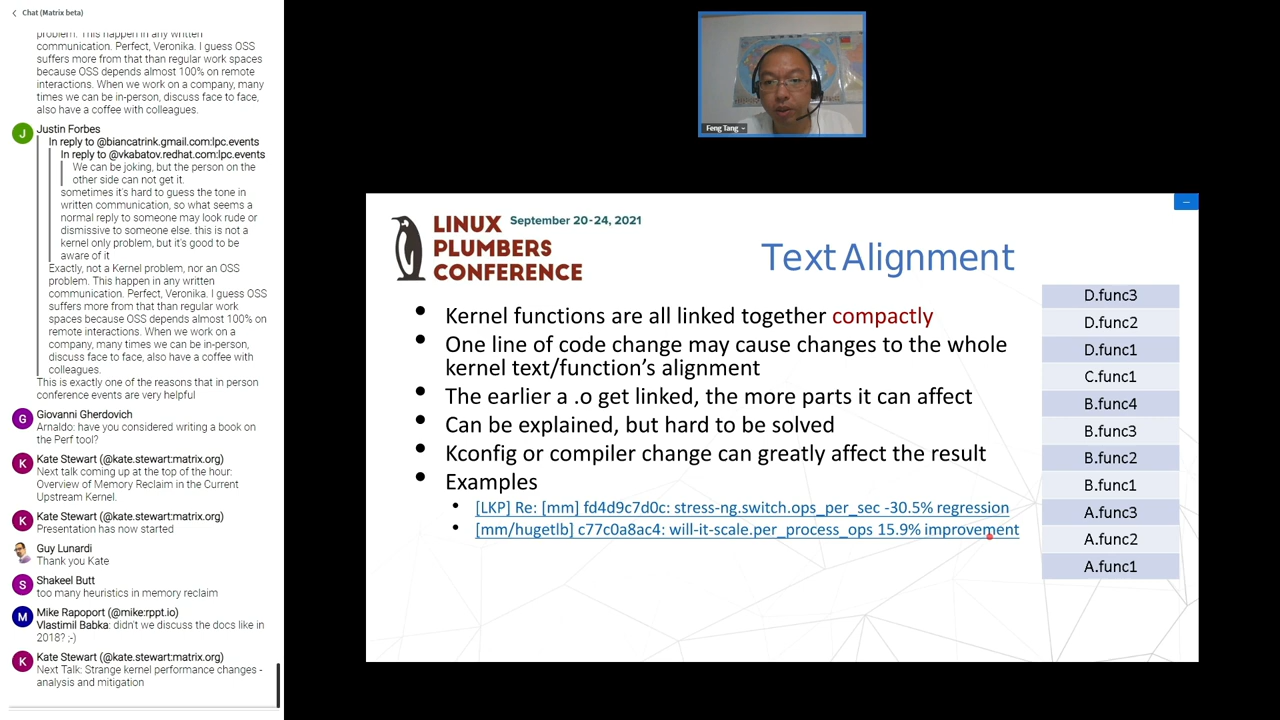 Chat (Matrix beta)
problem. This happen in any written
communication. Perfect, Veronika. I guess OSS
suffers more from that than regular work spaces
because OSS depends almost 100% on remote
interactions. When we work on a company, many
times we can be in-person, discuss face to face,
also have a coffee with colleagues.
J
Justin Forbes
In reply to @biancatrink.gmail.com:lpc.events
In reply to @vkabatov.redhat.com:lpc.events
We can be joking, but the person on the
other side can not get it.
sometimes it's hard to guess the tone in
written communication, so what seems a
normal reply to someone may look rude or
dismissive to someone else. this is not a
kernel only problem, but it's good to be
aware of it
Exactly, not a Kernel problem, nor an OSS
problem. This happen in any written
communication. Perfect, Veronika. I guess OSS
suffers more from that than regular work
spaces because OSS depends almost 100% on
remote interactions. When we work on a
company, many times we can be in-person,
discuss face to face, also have a coffee with
colleagues.
This is exactly one of the reasons that in person
conference events are very helpful
G
Giovanni Gherdovich
Arnaldo: have you considered writing a book on
the Perf tool?
K
Kate Stewart (@kate.stewart:matrix.org)
Next talk coming up at the top of the hour:
Overview of Memory Reclaim in the Current
Upstream Kernel.
K
Kate Stewart (@kate.stewart:matrix.org)
Presentation has now started
Guy Lunardi
Thank you Kate
S
Shakeel Butt
too many heuristics in memory reclaim
M
Mike Rapoport (@mike:rppt.io)
Vlastimil Babka: didn't we discuss the docs like in
2018? ;-)
K
Kate Stewart (@kate.stewart:matrix.org)
Next Talk: Strange kernel performance changes -
analysis and mitigation
Feng Tang
LINUX
PLUMBERS
CONFERENCE
September 20-24, 2021
Text Alignment
Kernel functions are all linked together compactly
One line of code change may cause changes to the whole
kernel text/function's alignment
The earlier a .o get linked, the more parts it can affect
Can be explained, but hard to be solved
Kconfig or compiler change can greatly affect the result
Examples
[LKP] Re: [mm] fd4d9c7d0c: stress-ng.switch.ops_per_sec -30.5% regression
[mm/hugetlb] c77c0a8ac4: will-it-scale.per_process_ops 15.9% improvement
D.func3
D.func2
D.func1
C.func1
B.func4
B.func3
B.func2
B.func1
A.func3
A.func2
A.func1